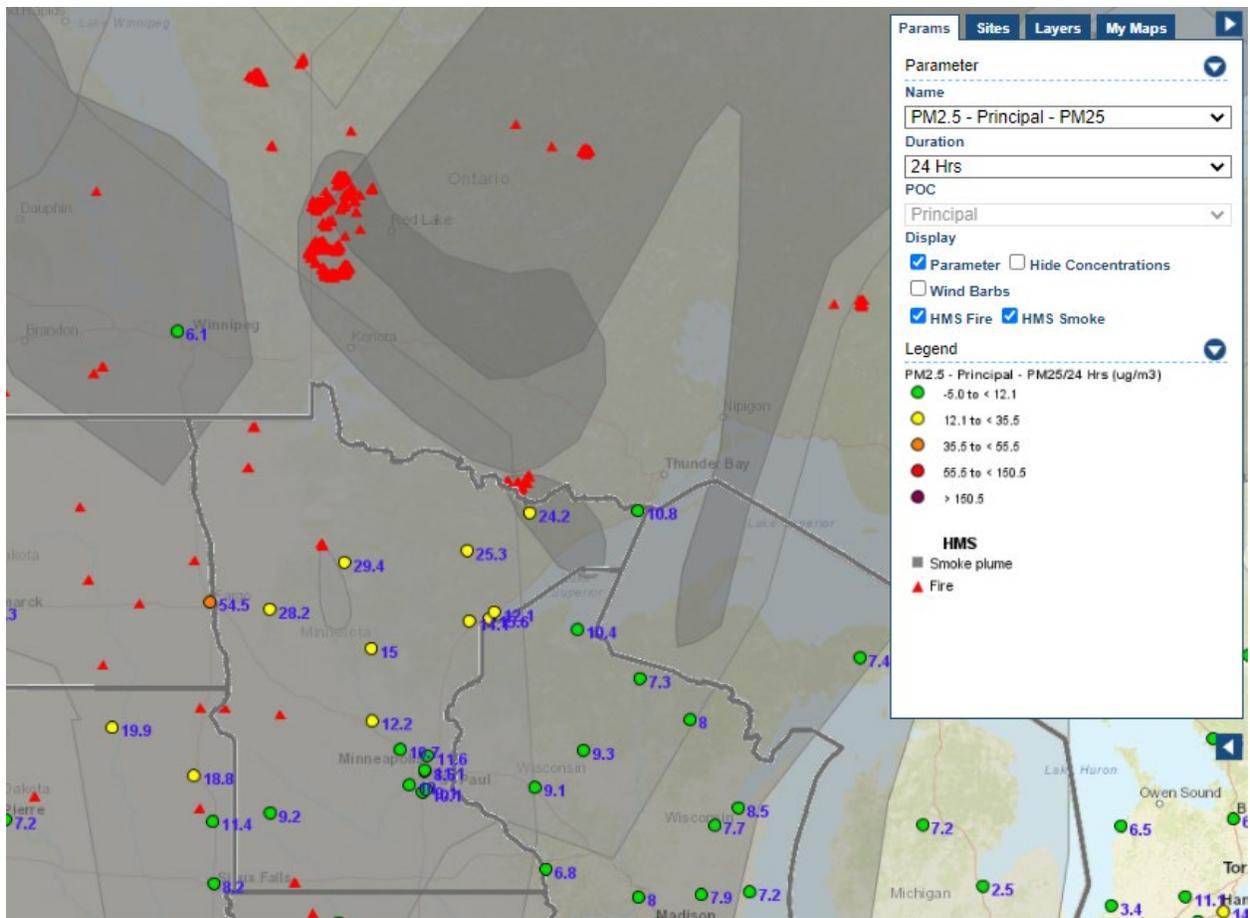 Lake Winnipeg
Params Sites Layers My Maps
Parameter
Name
PM2.5 - Principal - PM25
Duration
24 Hrs
POC
Principal
Display
Parameter Hide Concentrations
Wind Barbs
HMS Fire HMS Smoke
Legend
PM2.5 - Principal - PM25/24 Hrs (ug/m3)
-5.0 to < 12.1
12.1 to < 35.5
35.5 to < 55.5
55.5 to < 150.5
> 150.5
HMS
Smoke plume
Fire
Ontario
Dauphin
Red Lake
Brandon
6.1 Winnipeg
Kenora
Nipigon
Thunder Bay
24.2
10.8
Lake Superior
25.3
29.4
54.5
28.2
12.1
Minnesota
10.4
15
7.4
7.3
19.9
12.2
8
Minneapolis
11.6
9.3
18.8
Wisconsin
Lake Huron
9.1
Owen Sound
Pierre
7.2
11.4
9.2
8.5
Wisconsin
7.7
7.2
6.5
10.1
6.8
Sioux Falls
8.2
8
7.9
7.2
Michigan
2.5
3.4
11.1
Madison